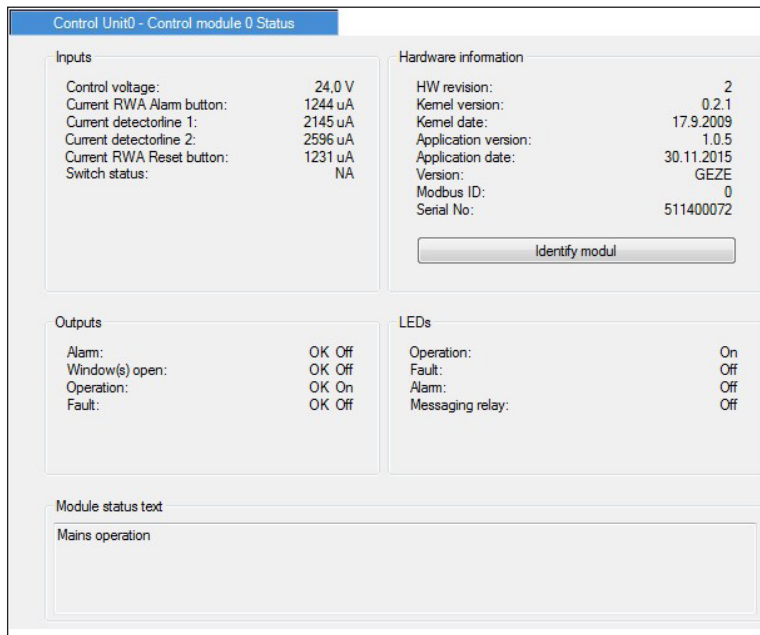 Control Unit0 - Control module 0 Status
Inputs
Control voltage: 24,0 V
Current RWA Alarm button: 1244 uA
Current detectorline 1: 2145 uA
Current detectorline 2: 2596 uA
Current RWA Reset button: 1231 uA
Switch status: NA
Hardware information
HW revision: 2
Kernel version: 0.2.1
Kernel date: 17.9.2009
Application version: 1.0.5
Application date: 30.11.2015
Version: GEZE
Modbus ID: 0
Serial No: 511400072
Identify modul
Outputs
Alarm: OK Off
Window(s) open: OK Off
Operation: OK On
Fault: OK Off
LEDs
Operation: On
Fault: Off
Alarm: Off
Messaging relay: Off
Module status text
Mains operation